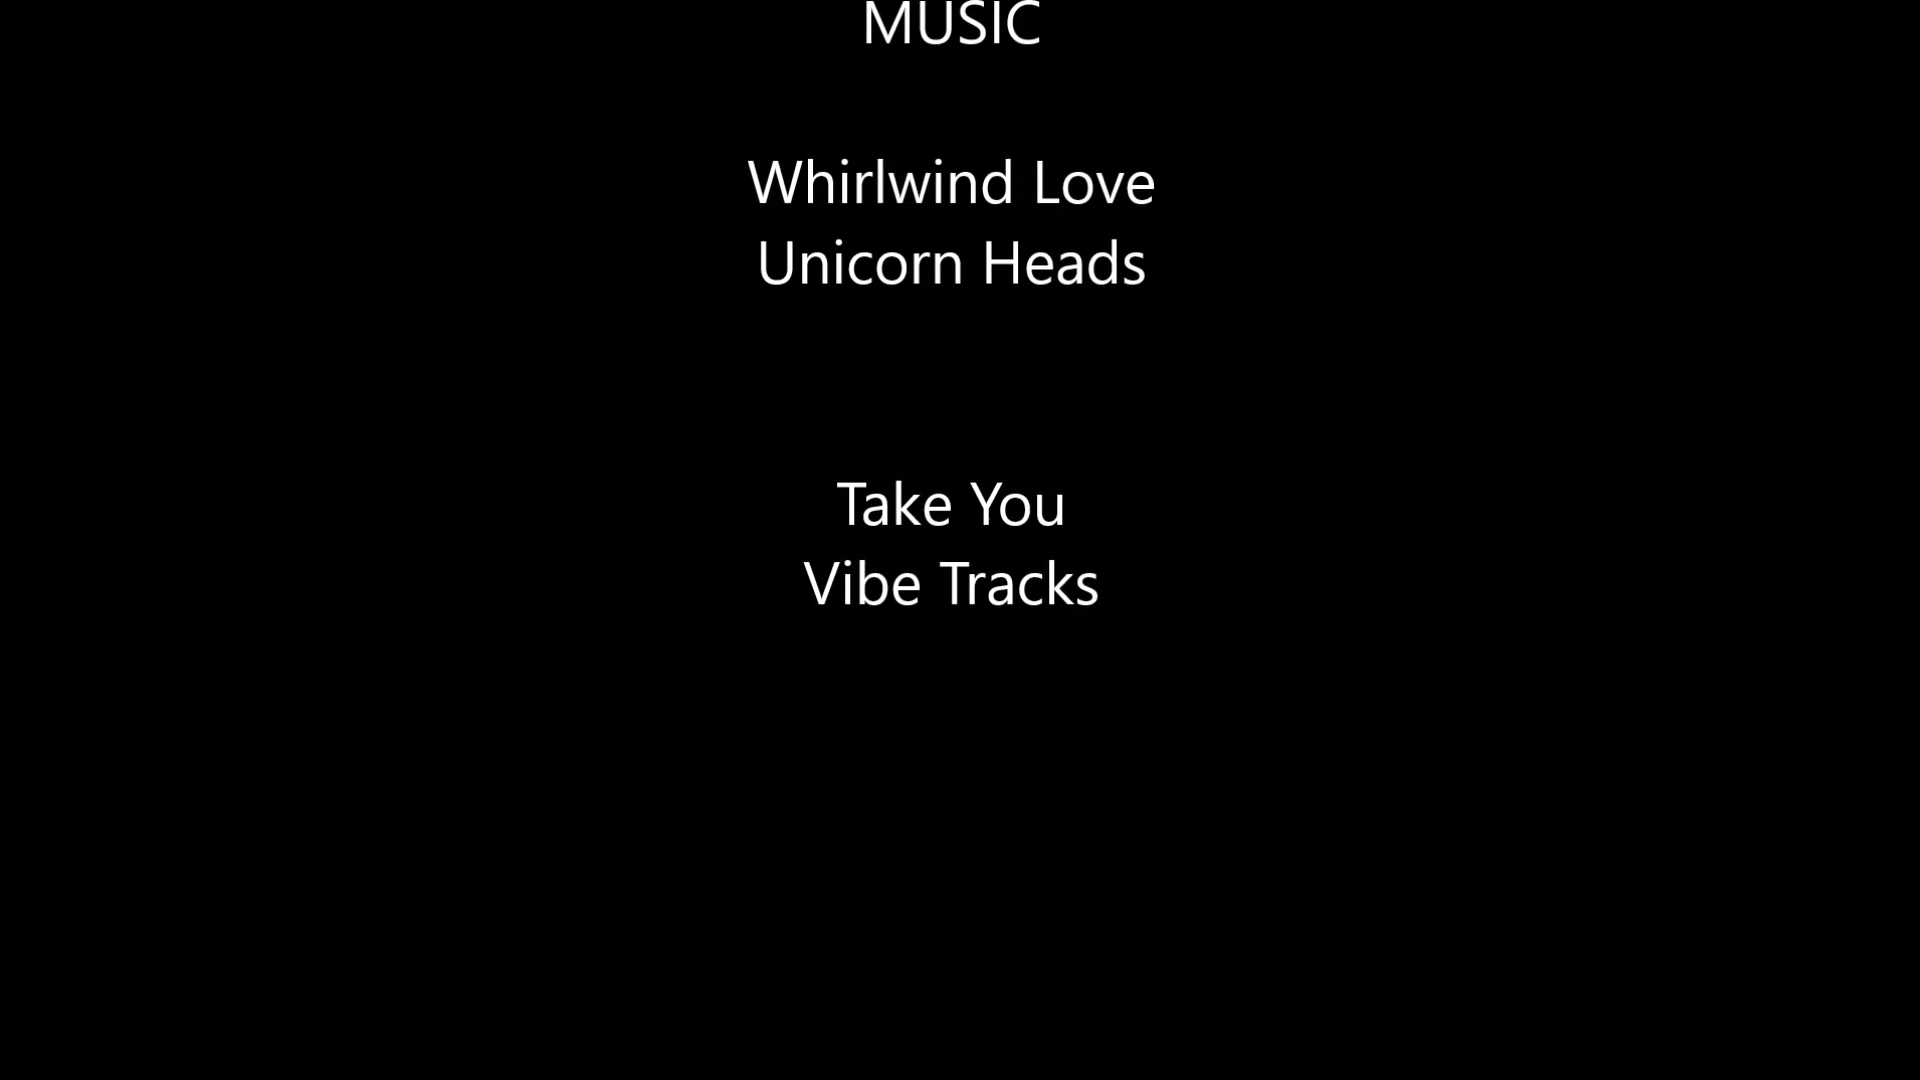 MUSIC
Whirlwind Love
Unicorn Heads
Take You
Vibe Tracks